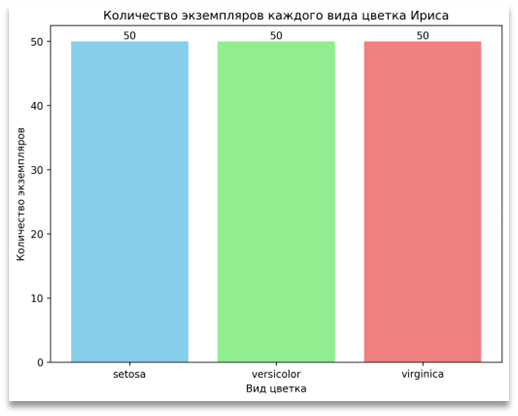 Количество экземпляров каждого вида цветка Ириса
50 50 50
50
40
30
20
10
0
Количество экземпляров
setosa versicolor virginica
Вид цветка